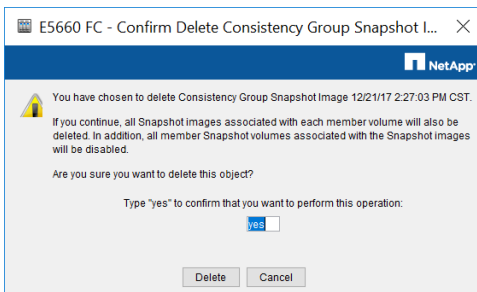 E5660 FC - Confirm Delete Consistency Group Snapshot I...
NetApp
You have chosen to delete Consistency Group Snapshot Image 12/21/17 2:27:03 PM CST.
If you continue, all Snapshot images associated with each member volume will also be
deleted. In addition, all member Snapshot volumes associated with the Snapshot images
will be disabled.
Are you sure you want to delete this object?
Type "yes" to confirm that you want to perform this operation:
yes
Delete Cancel